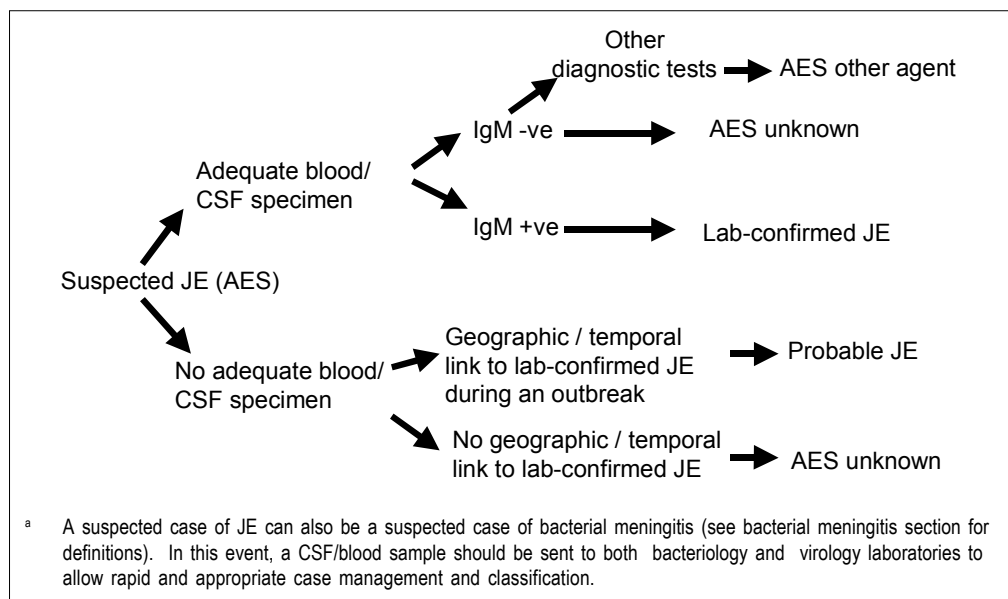 Other
diagnostic tests
AES other agent
IgM -ve
AES unknown
Adequate blood/
CSF specimen
IgM +ve
Lab-confirmed JE
Suspected JE (AES)
Geographic / temporal
link to lab-confirmed JE
during an outbreak
Probable JE
No adequate blood/
CSF specimen
No geographic / temporal
link to lab-confirmed JE
AES unknown
a A suspected case of JE can also be a suspected case of bacterial meningitis (see bacterial meningitis section for
definitions). In this event, a CSF/blood sample should be sent to both bacteriology and virology laboratories to
allow rapid and appropriate case management and classification.